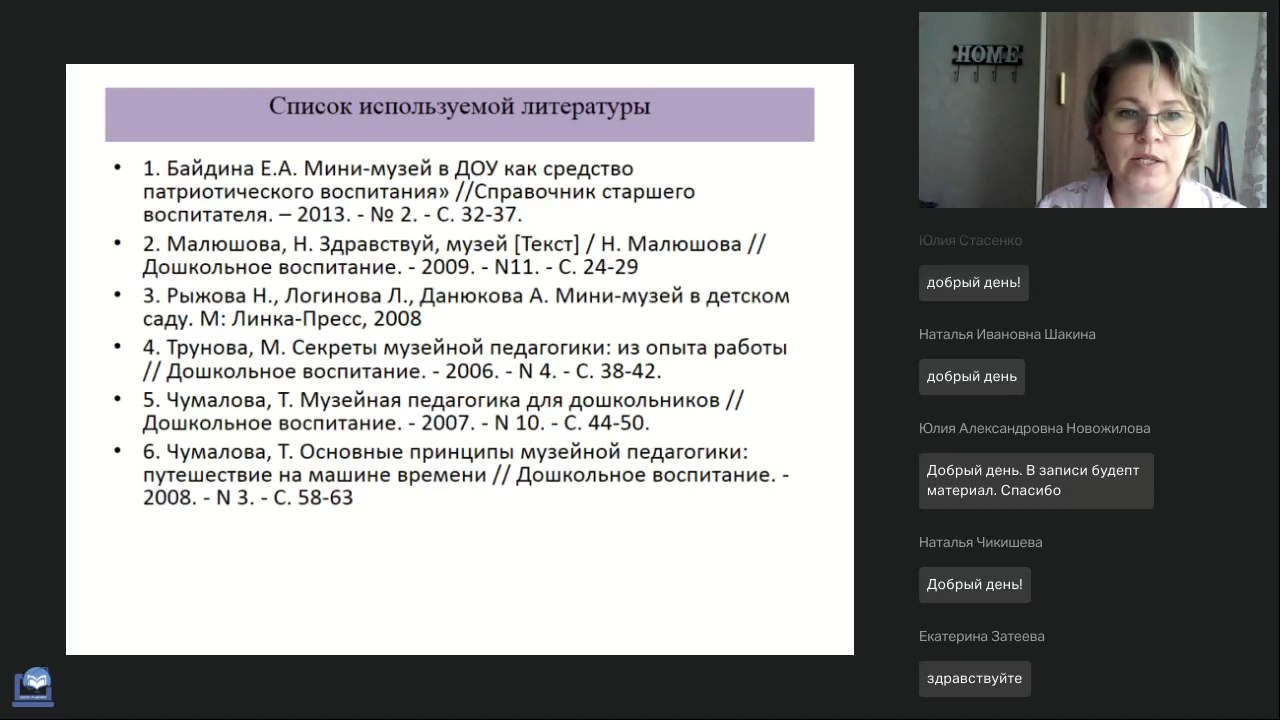 Список используемой литературы
• 1. Байдина Е.А. Мини-музей в ДОУ как средство
патриотического воспитания» //Справочник старшего
воспитателя. – 2013. - № 2. - С. 32-37.
• 2. Малюшова, Н. Здравствуй, музей [Текст] / Н. Малюшова //
Дошкольное воспитание. - 2009. - N11. - С. 24-29
• 3. Рыжова Н., Логинова Л., Данюкова А. Мини-музей в детском
саду. М: Линка-Пресс, 2008
• 4. Трунова, М. Секреты музейной педагогики: из опыта работы
// Дошкольное воспитание. - 2006. - N 4. - С. 38-42.
• 5. Чумалова, Т. Музейная педагогика для дошкольников //
Дошкольное воспитание. - 2007. - N 10. - С. 44-50.
• 6. Чумалова, Т. Основные принципы музейной педагогики:
путешествие на машине времени // Дошкольное воспитание. -
2008. - N 3. - С. 58-63
HOME
Юлия Стасенко
добрый день!
Наталья Ивановна Шакина
добрый день
Юлия Александровна Новожилова
Добрый день. В записи будепт
материал. Спасибо
Наталья Чикишева
Добрый день!
Екатерина Затеева
здравствуйте